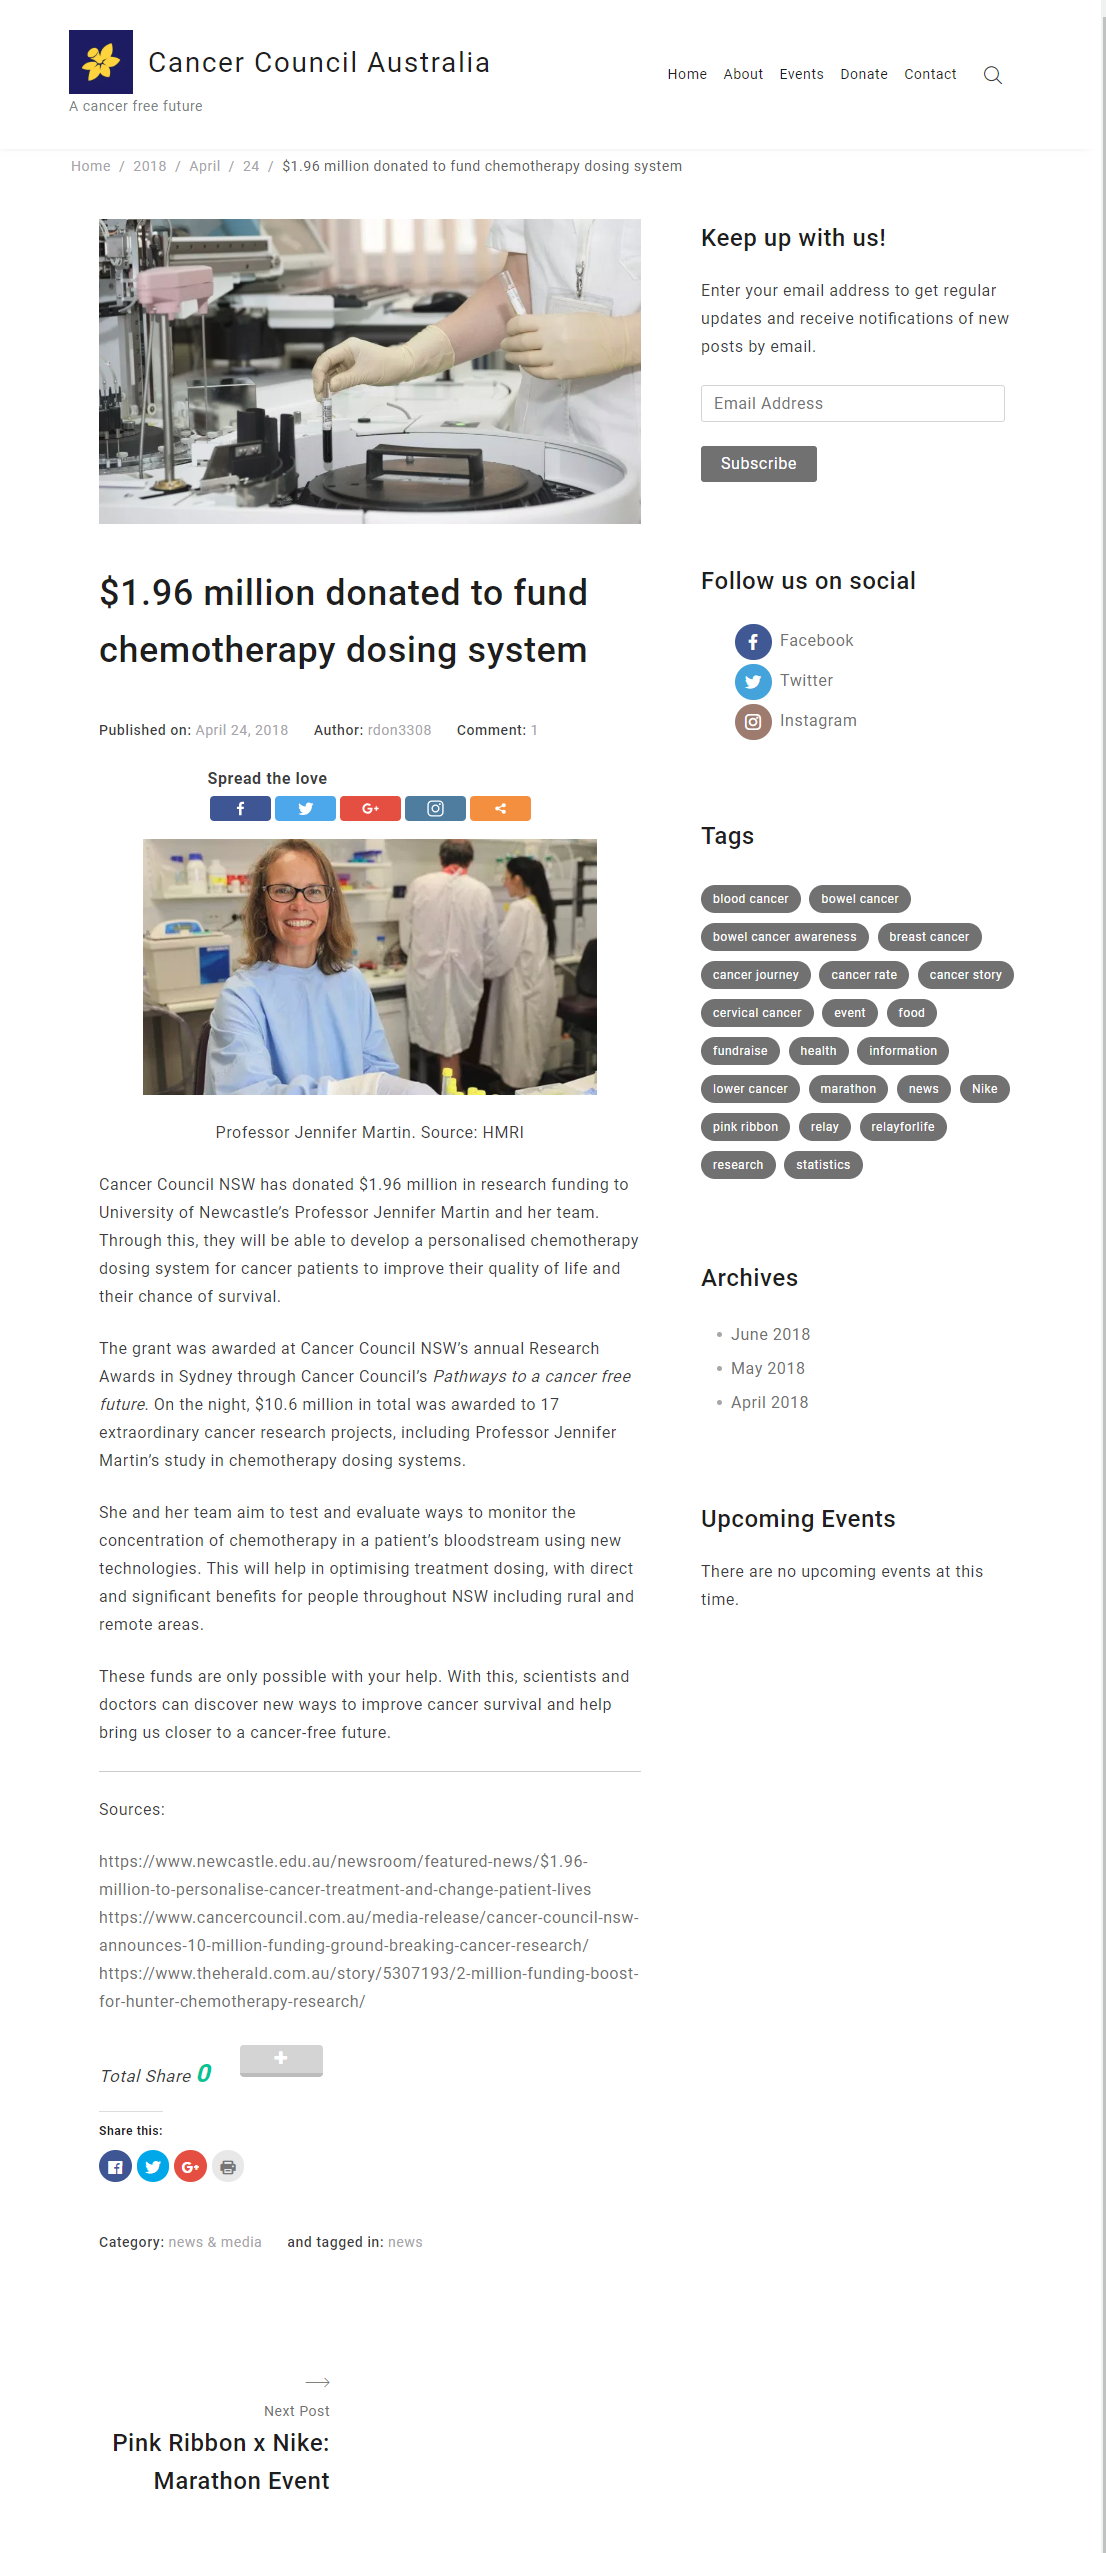 Cancer Council Australia
A cancer free future
Home About Events Donate Contact
Home / 2018 / April / 24 / $1.96 million donated to fund chemotherapy dosing system
$1.96 million donated to fund
chemotherapy dosing system
Published on: April 24, 2018 Author: rdon3308 Comment: 1
Spread the love
Professor Jennifer Martin. Source: HMRI
Cancer Council NSW has donated $1.96 million in research funding to
University of Newcastle’s Professor Jennifer Martin and her team.
Through this, they will be able to develop a personalised chemotherapy
dosing system for cancer patients to improve their quality of life and
their chance of survival.
The grant was awarded at Cancer Council NSW’s annual Research
Awards in Sydney through Cancer Council’s Pathways to a cancer free
future. On the night, $10.6 million in total was awarded to 17
extraordinary cancer research projects, including Professor Jennifer
Martin’s study in chemotherapy dosing systems.
She and her team aim to test and evaluate ways to monitor the
concentration of chemotherapy in a patient’s bloodstream using new
technologies. This will help in optimising treatment dosing, with direct
and significant benefits for people throughout NSW including rural and
remote areas.
These funds are only possible with your help. With this, scientists and
doctors can discover new ways to improve cancer survival and help
bring us closer to a cancer-free future.
Sources:
https://www.newcastle.edu.au/newsroom/featured-news/$1.96-
million-to-personalise-cancer-treatment-and-change-patient-lives
https://www.cancercouncil.com.au/media-release/cancer-council-nsw-
announces-10-million-funding-ground-breaking-cancer-research/
https://www.theherald.com.au/story/5307193/2-million-funding-boost-
for-hunter-chemotherapy-research/
Total Share 0
Share this:
Category: news & media and tagged in: news
Next Post
Pink Ribbon x Nike:
Marathon Event
Keep up with us!
Enter your email address to get regular
updates and receive notifications of new
posts by email.
Email Address
Subscribe
Follow us on social
Facebook
Twitter
Instagram
Tags
blood cancer bowel cancer
bowel cancer awareness breast cancer
cancer journey cancer rate cancer story
cervical cancer event food
fundraise health information
lower cancer marathon news Nike
pink ribbon relay relayforlife
research statistics
Archives
June 2018
May 2018
April 2018
Upcoming Events
There are no upcoming events at this
time.